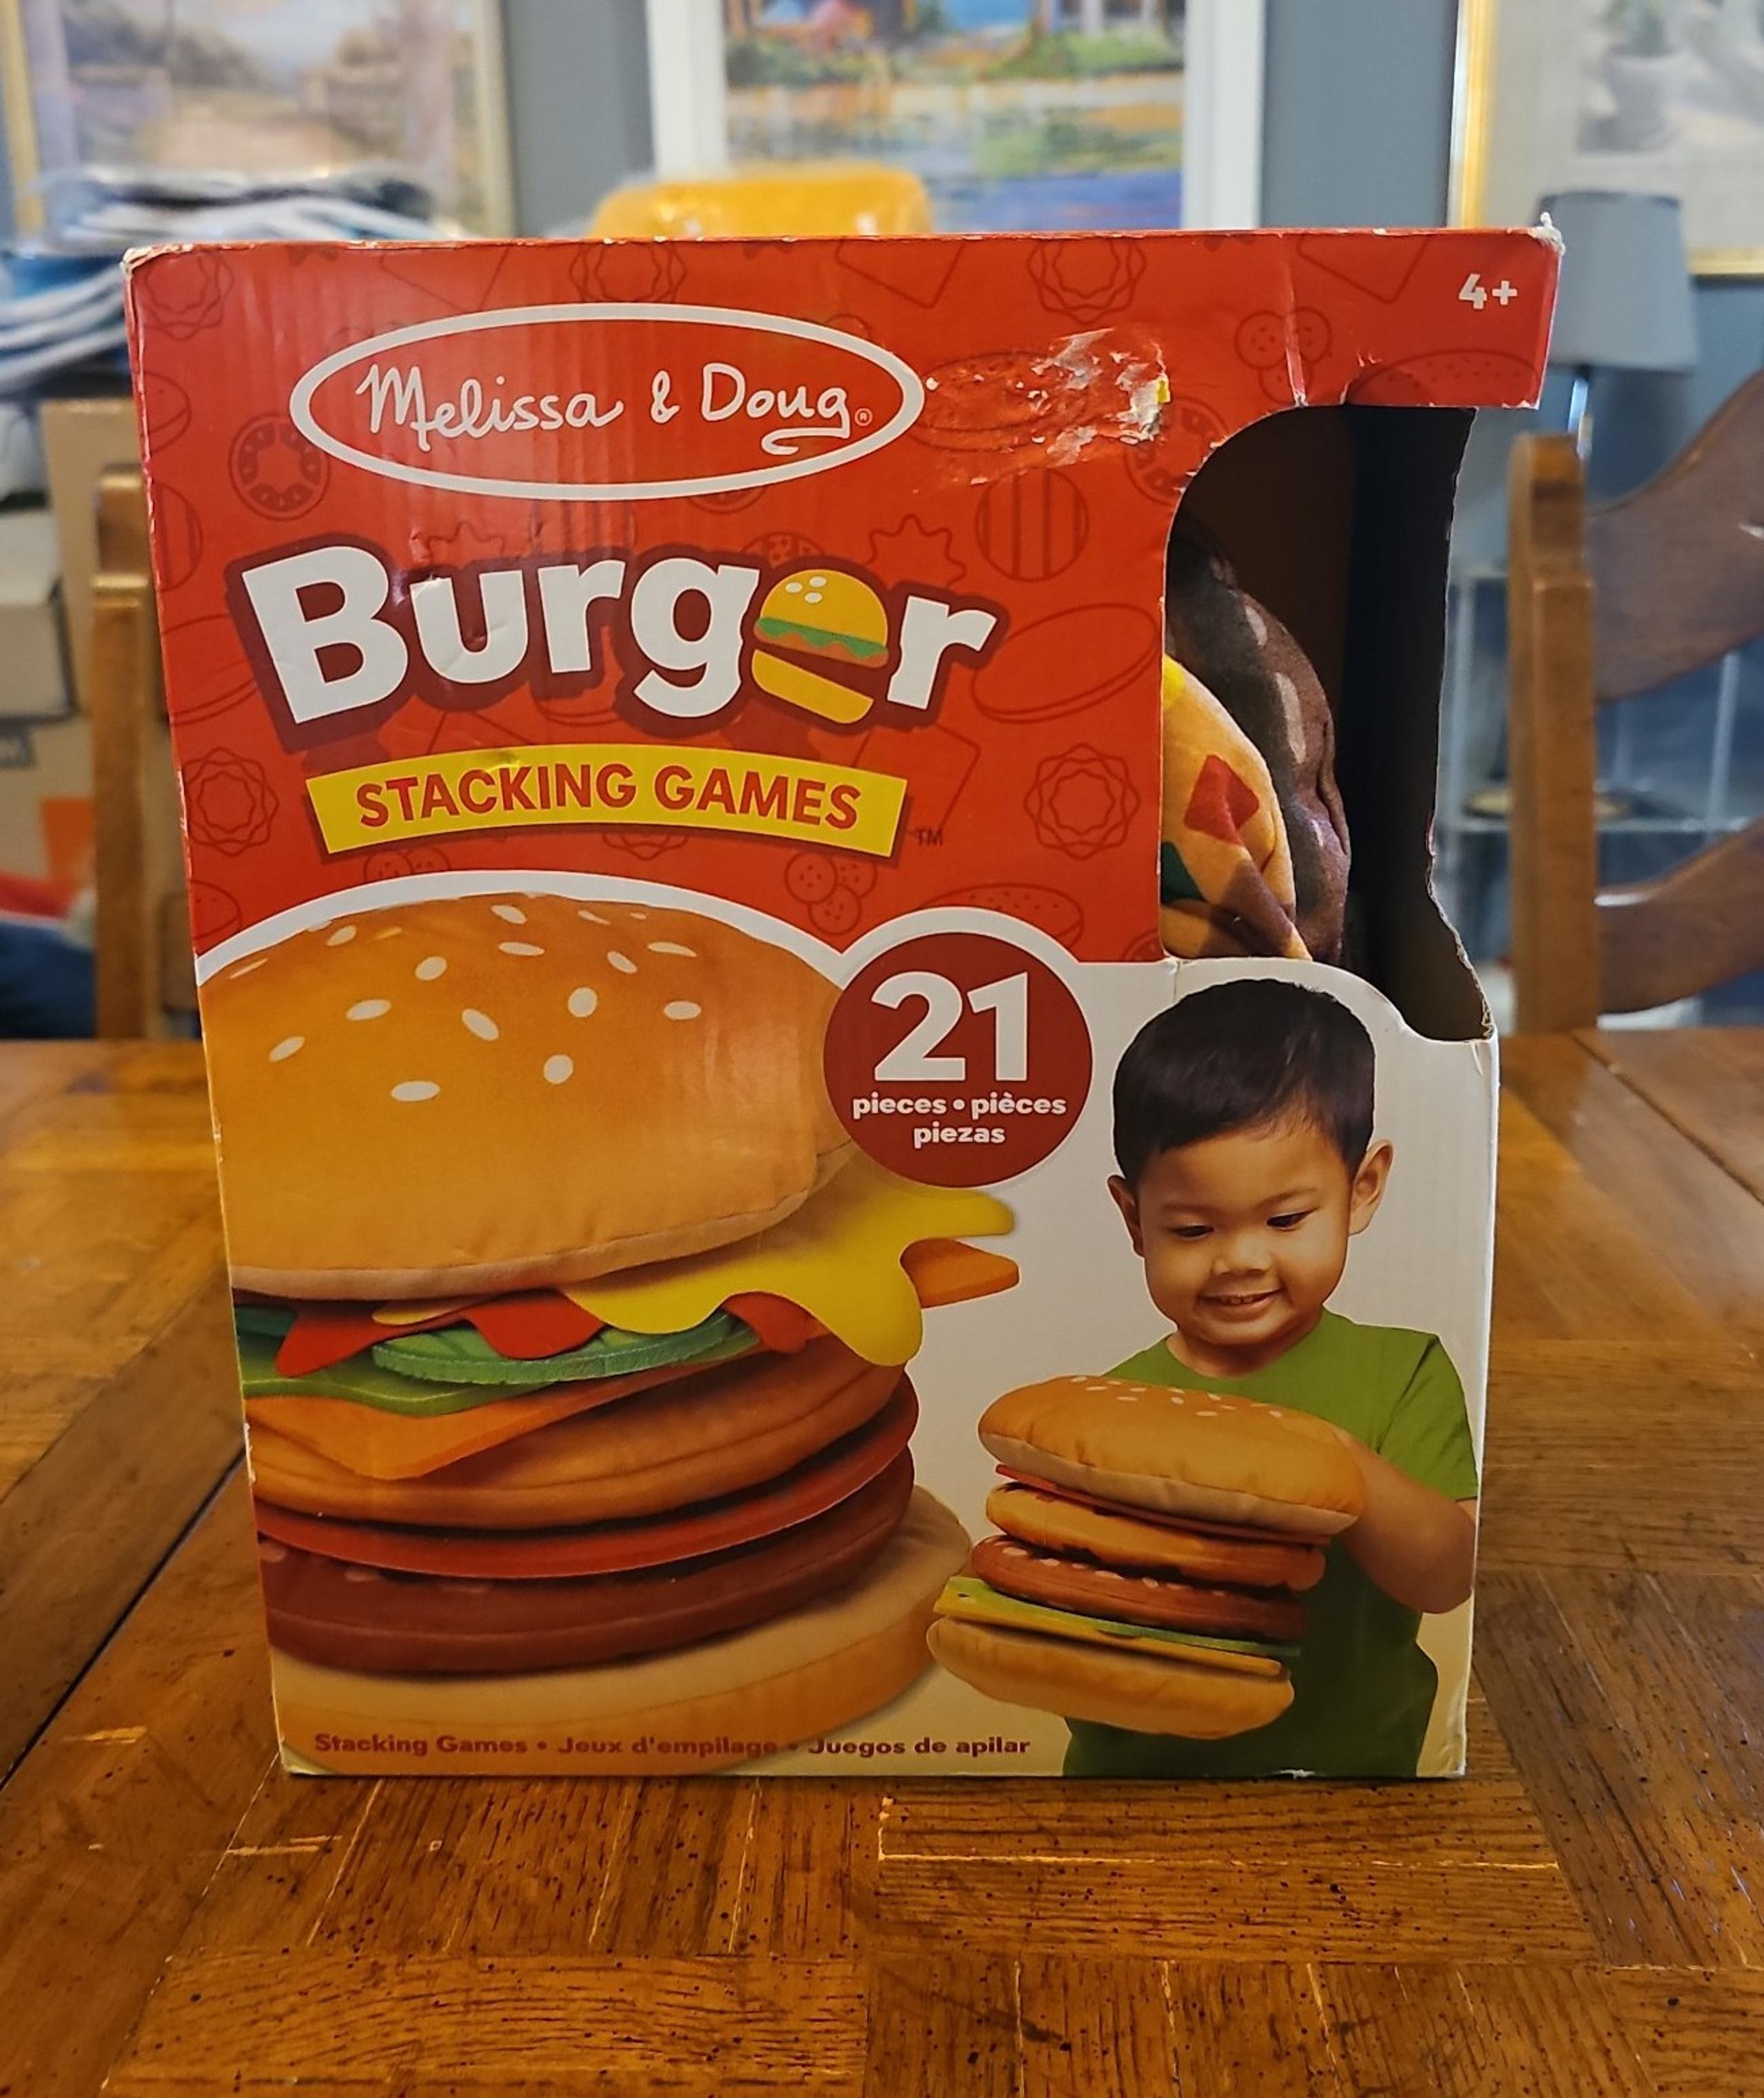 4+
Melissa & Doug®
Burger
STACKING GAMES
™
21
pieces • pièces
piezas
Stacking Games • Jeux d'empilage • Juegos de apilar